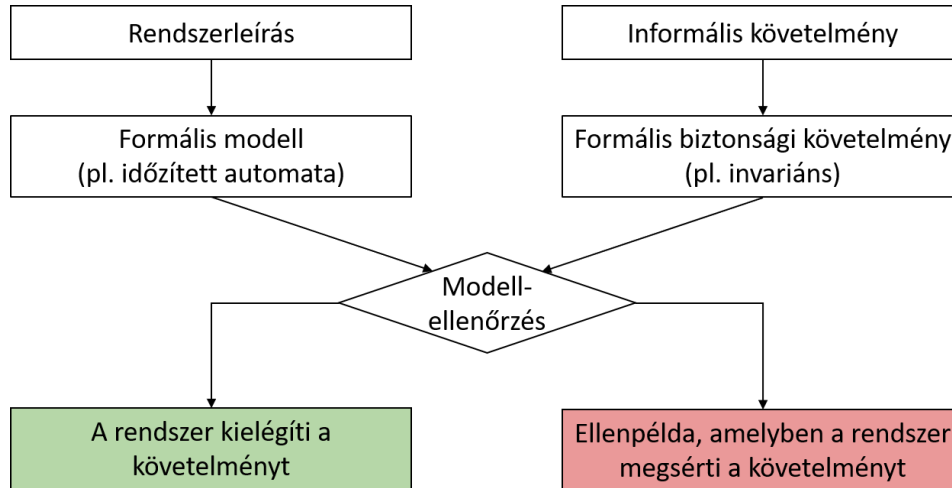 Rendszerleírás
Informális követelmény
Formális modell
(pl. időzített automata)
Formális biztonsági követelmény
(pl. invariáns)
Modell-
ellenőrzés
A rendszer kielégíti a
követelményt
Ellenpélda, amelyben a rendszer
megsérti a követelményt